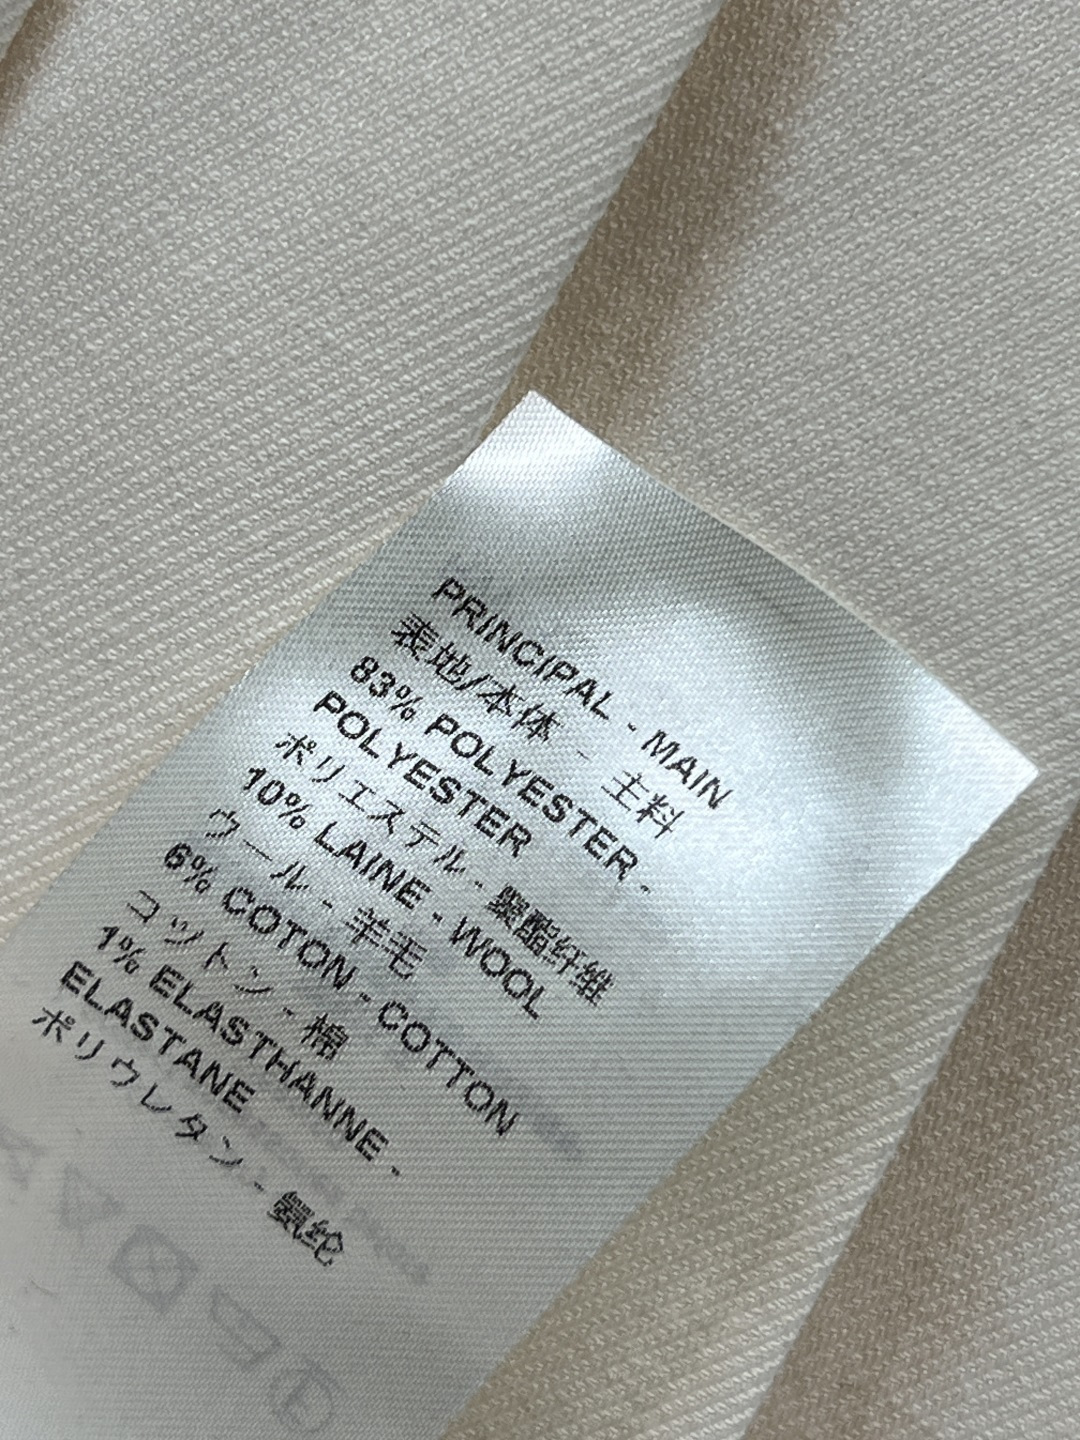 PRINCIPAL - MAIN
表地/本体 - 主料
83% POLYESTER -
POLYESTER
ポリエステル - 聚酯纤维
10% LAINE - WOOL
ウール - 羊毛
6% COTON - COTTON
コットン - 棉
1% ELASTHANNE -
ELASTANE
ポリウレタン - 氨纶